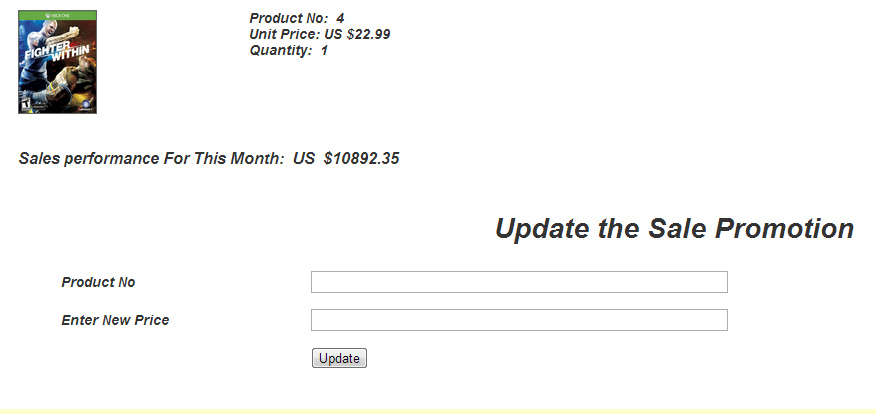 XBOX ONE
FIGHTER
WITHIN
Product No: 4
Unit Price: US $22.99
Quantity: 1
Sales performance For This Month: US $10892.35
Update the Sale Promotion
Product No
Enter New Price
Update